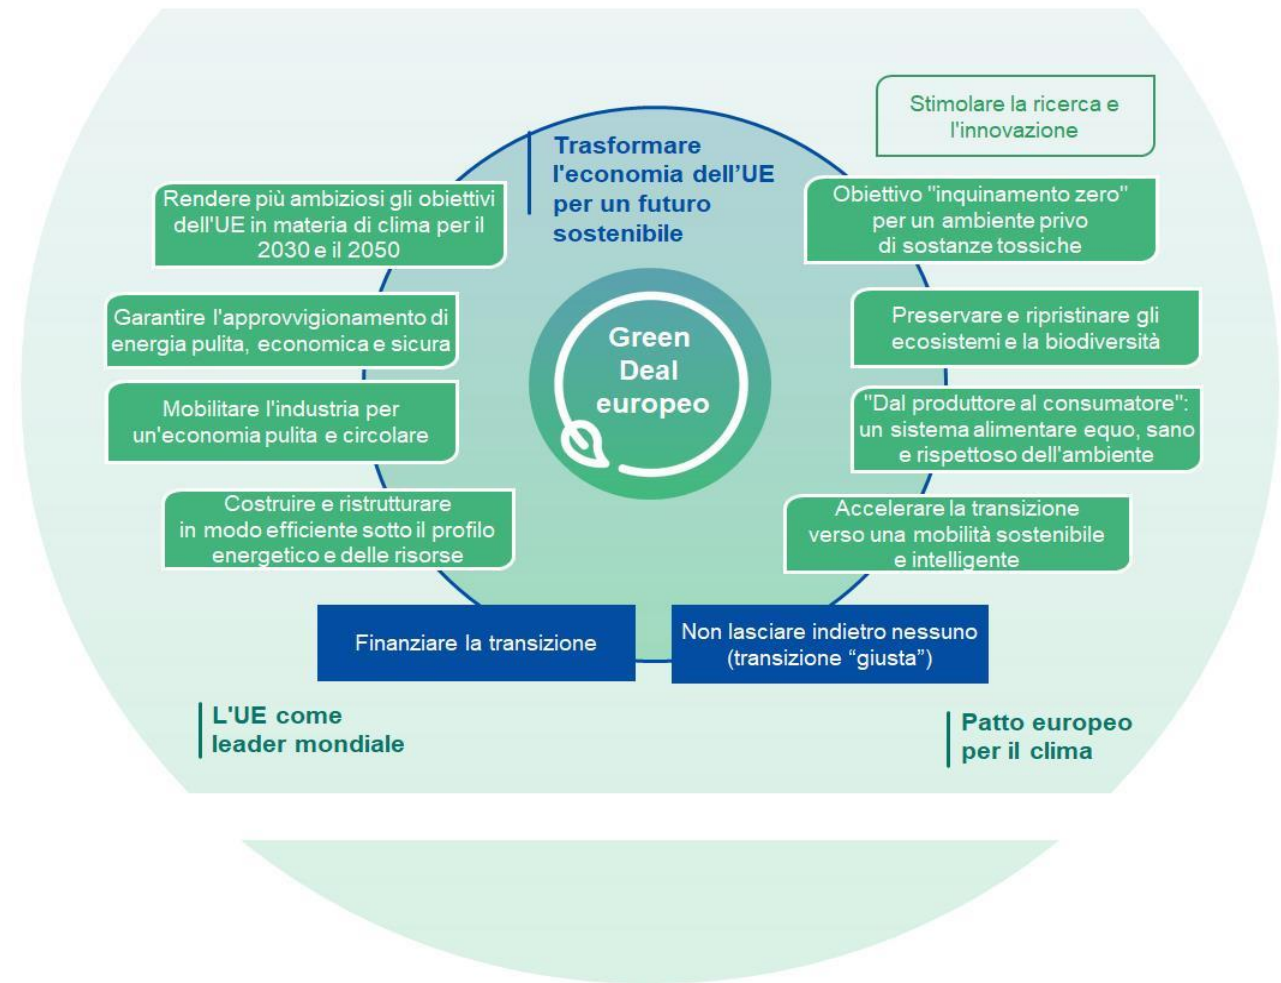 Stimolare la ricerca e
l'innovazione
Trasformare
l'economia dell’UE
per un futuro
sostenibile
Rendere più ambiziosi gli obiettivi
dell'UE in materia di clima per il
2030 e il 2050
Obiettivo "inquinamento zero"
per un ambiente privo
di sostanze tossiche
Garantire l'approvvigionamento di
energia pulita, economica e sicura
Green
Deal
europeo
Preservare e ripristinare gli
ecosistemi e la biodiversità
Mobilitare l'industria per
un'economia pulita e circolare
"Dal produttore al consumatore":
un sistema alimentare equo, sano
e rispettoso dell'ambiente
Costruire e ristrutturare
in modo efficiente sotto il profilo
energetico e delle risorse
Accelerare la transizione
verso una mobilità sostenibile
e intelligente
Finanziare la transizione
Non lasciare indietro nessuno
(transizione “giusta”)
L'UE come
leader mondiale
Patto europeo
per il clima